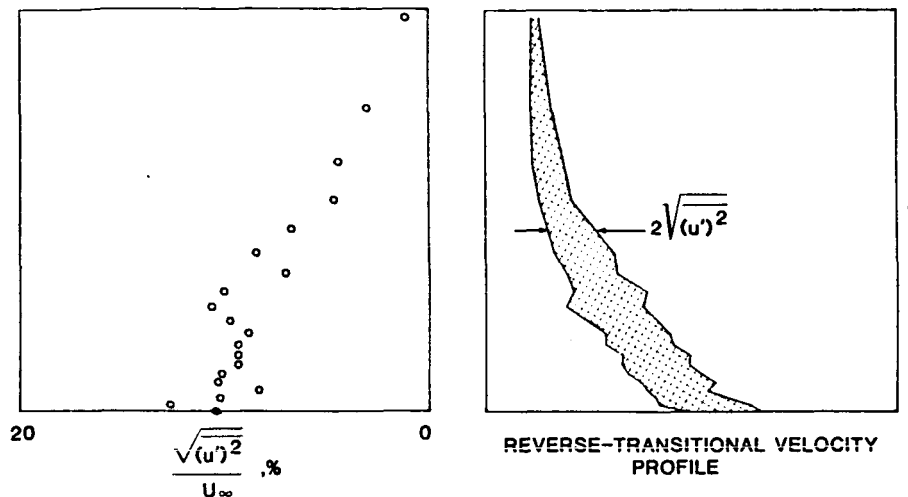 2√(u')²
20
0
√(u')²
U∞ ,%
REVERSE-TRANSITIONAL VELOCITY
PROFILE